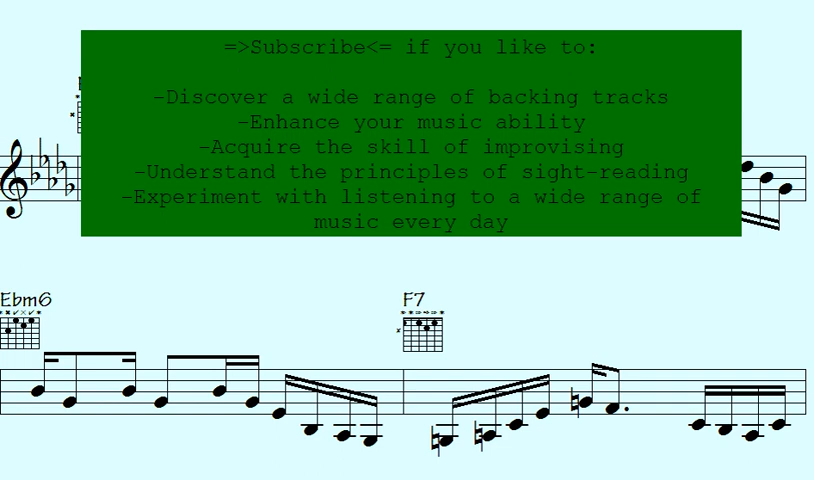 =>Subscribe<= if you like to:
-Discover a wide range of backing tracks
-Enhance your music ability
-Acquire the skill of improvising
-Understand the principles of sight-reading
-Experiment with listening to a wide range of
music every day
Ebm6 F7